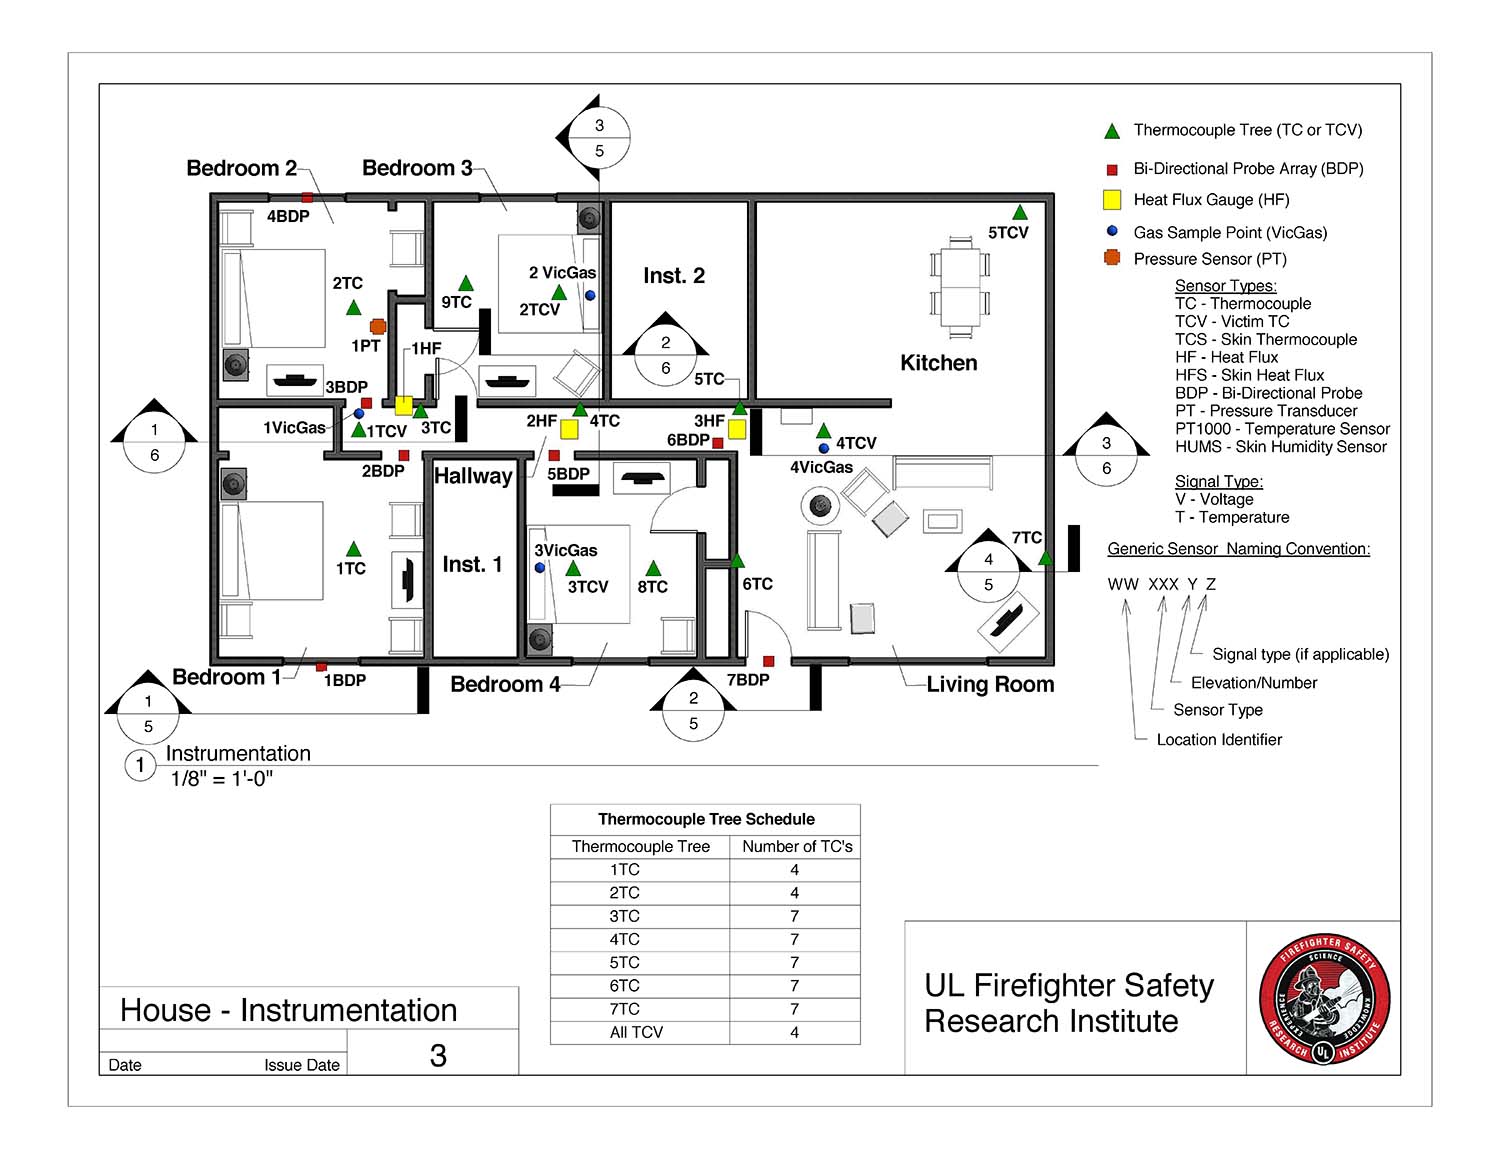 3
5
Bedroom 2
Bedroom 3
4BDP
2TC
1PT
1HF
3BDP
1VicGas
1TCV
3TC
2BDP
9TC
2 VicGas
2TCV
Inst. 2
2
6
5TC
5TCV
Kitchen
2HF
4TC
3HF
6BDP
4TCV
4VicGas
1
6
3
6
Hallway
5BDP
Inst. 1
3VicGas
3TCV
8TC
1TC
6TC
7TC
4
5
Bedroom 1
1BDP
Bedroom 4
7BDP
Living Room
1
5
2
5
1
Instrumentation
1/8" = 1'-0"
Thermocouple Tree (TC or TCV)
Bi-Directional Probe Array (BDP)
Heat Flux Gauge (HF)
Gas Sample Point (VicGas)
Pressure Sensor (PT)
Sensor Types:
TC - Thermocouple
TCV - Victim TC
TCS - Skin Thermocouple
HF - Heat Flux
HFS - Skin Heat Flux
BDP - Bi-Directional Probe
PT - Pressure Transducer
PT1000 - Temperature Sensor
HUMS - Skin Humidity Sensor
Signal Type:
V - Voltage
T - Temperature
Generic Sensor Naming Convention:
WW XXX Y Z
Signal type (if applicable)
Elevation/Number
Sensor Type
Location Identifier
Thermocouple Tree Schedule
Thermocouple Tree Number of TC's
1TC 4
2TC 4
3TC 7
4TC 7
5TC 7
6TC 7
7TC 7
All TCV 4
House - Instrumentation
Date Issue Date
3
UL Firefighter Safety
Research Institute
FIREFIGHTER SAFETY
RESEARCH INSTITUTE
SCIENCE
EXPERIENCE
KNOWLEDGE
UL